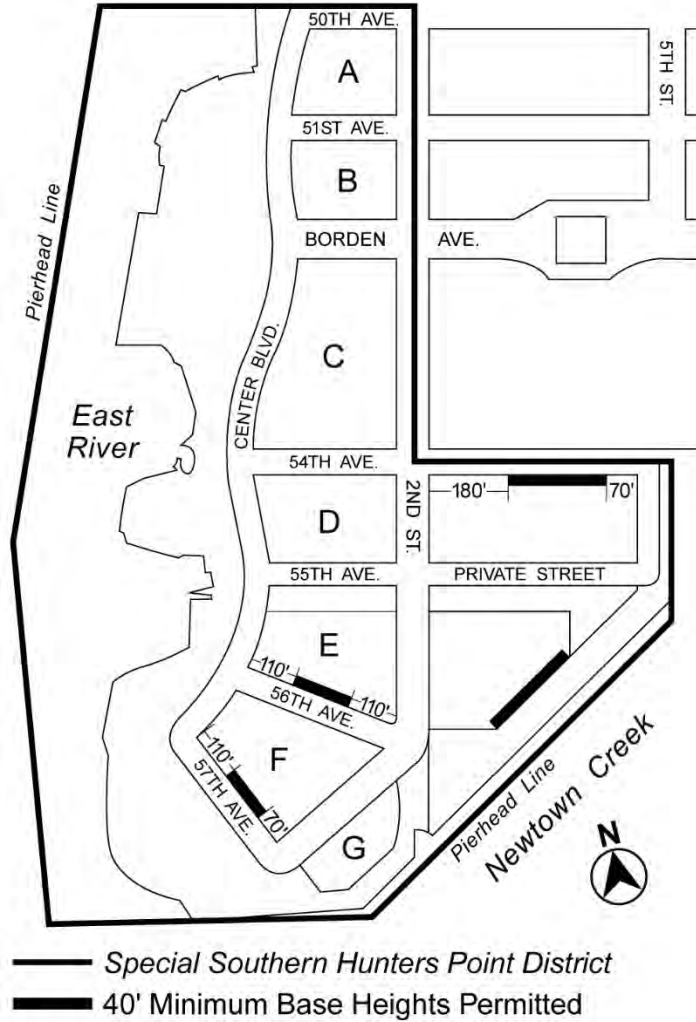 50TH AVE.
A
5TH ST.
51ST AVE.
B
Pierhead Line
BORDEN AVE.
C
CENTER BLVD.
East
River
54TH AVE.
2ND ST.
180'
70'
D
55TH AVE.
PRIVATE STREET
E
110'
110'
56TH AVE.
F
110'
57TH AVE.
70'
G
Pierhead Line
Newtown Creek
N
Special Southern Hunters Point District
40' Minimum Base Heights Permitted